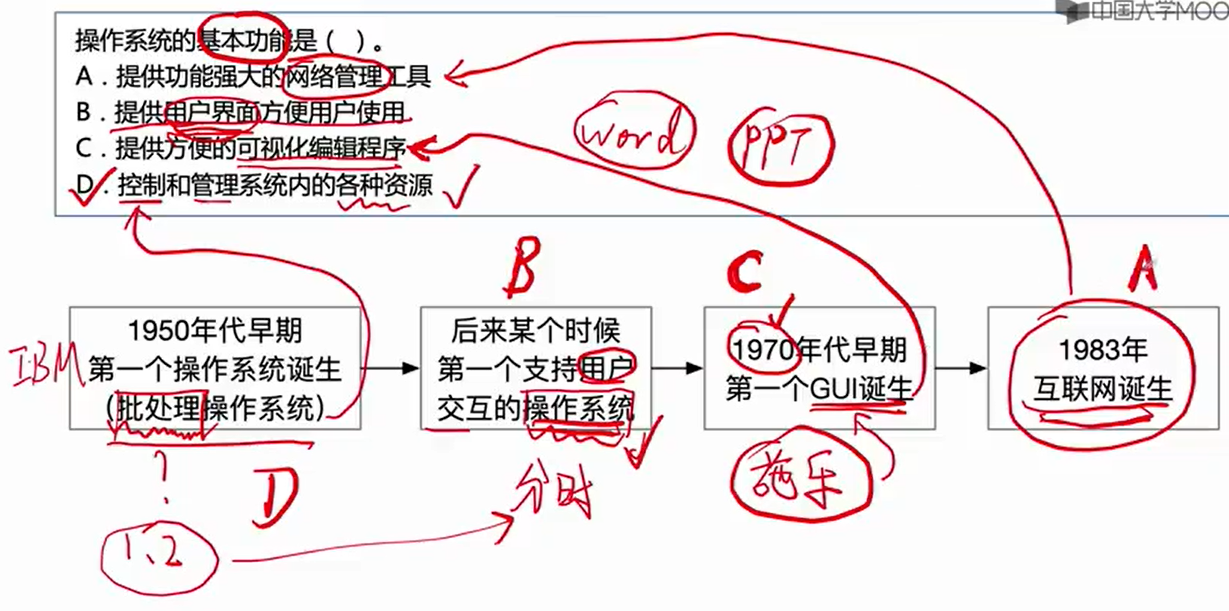 中国大学MOO
操作系统的基本功能是（ ）。
A．提供功能强大的网络管理工具
B．提供用户界面方便用户使用
C．提供方便的可视化编辑程序
D．控制和管理系统内的各种资源
word
PPT
B
C
A
IBM
1950年代早期
第一个操作系统诞生
(批处理操作系统)
后来某个时候
第一个支持用户
交互的操作系统
1970年代早期
第一个GUI诞生
1983年
互联网诞生
?
D
分时
施乐
1、2